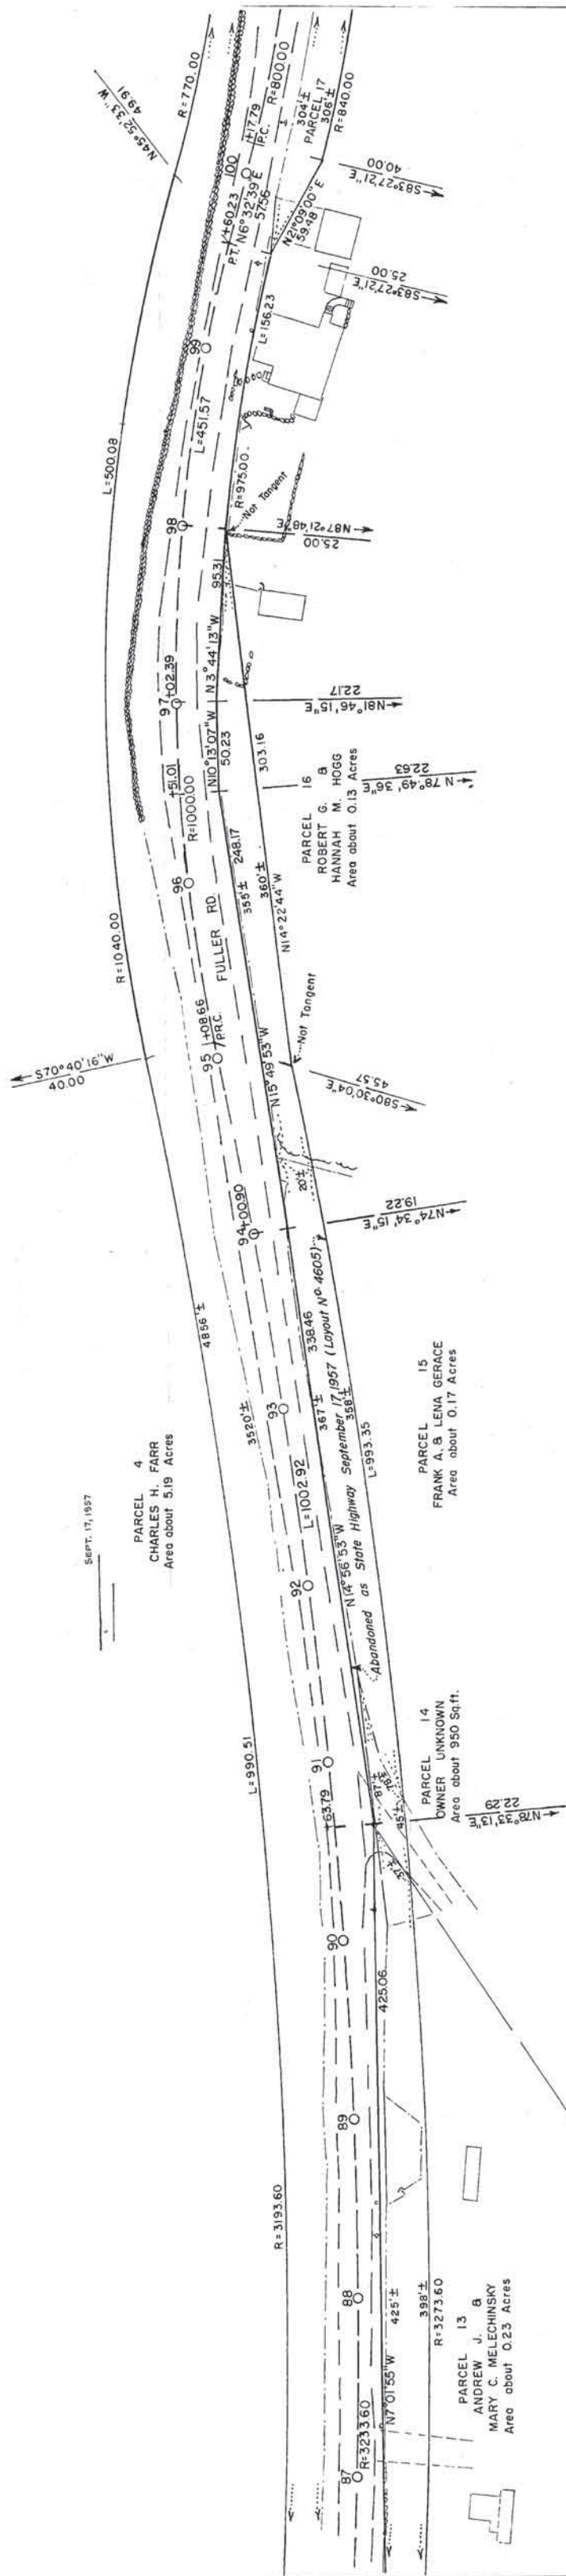 SEPT. 17, 1957
PARCEL 4
CHARLES H. FARR
Area about 5.19 Acres
R=3193.60
L=990.51
4856'±
3520'±
S70°40'16"W
40.00
R=1040.00
L=500.08
N45°52'33"W
49.91
R=770.00
87
88
89
90
+63.79
91
92
93
94
+00.90
95
+08.66
P.R.C.
96
+51.01
97
+02.39
98
99
+60.23
P.T.
100
+17.79
P.C.
R=3233.60
L=1002.92
FULLER RD.
R=1000.00
L=451.57
N6°32'39"E
57.56
R=800.00
N7°01'55"W
425'±
425.06
37'±
87'±
78'±
45'±
N14°56'53"W
367'±
338.46
358'±
Abandoned as State Highway September 17, 1957 (Layout No. 4605)
20'±
N15°49'53"W
355'±
248.17
360'±
N10°13'07"W
50.23
N3°44'13"W
95.31
303.16
N14°22'44"W
Not Tangent
Not Tangent
R=975.00
L=156.23
N21°09'00"E
59.48
304'±
PARCEL 17
306'±
R=840.00
398'±
R=3273.60
L=993.35
PARCEL 13
ANDREW J. &
MARY C. MELECHINSKY
Area about 0.23 Acres
PARCEL 14
OWNER UNKNOWN
Area about 950 Sq.ft.
N78°33'13"E
22.29
PARCEL 15
FRANK A. & LENA GERACE
Area about 0.17 Acres
N74°34'15"E
19.22
S80°30'04"E
45.57
PARCEL 16
ROBERT G. &
HANNAH M. HOGG
Area about 0.13 Acres
N78°49'36"E
22.63
N81°46'15"E
22.17
N87°21'48"E
25.00
S83°27'21"E
25.00
S83°27'21"E
40.00